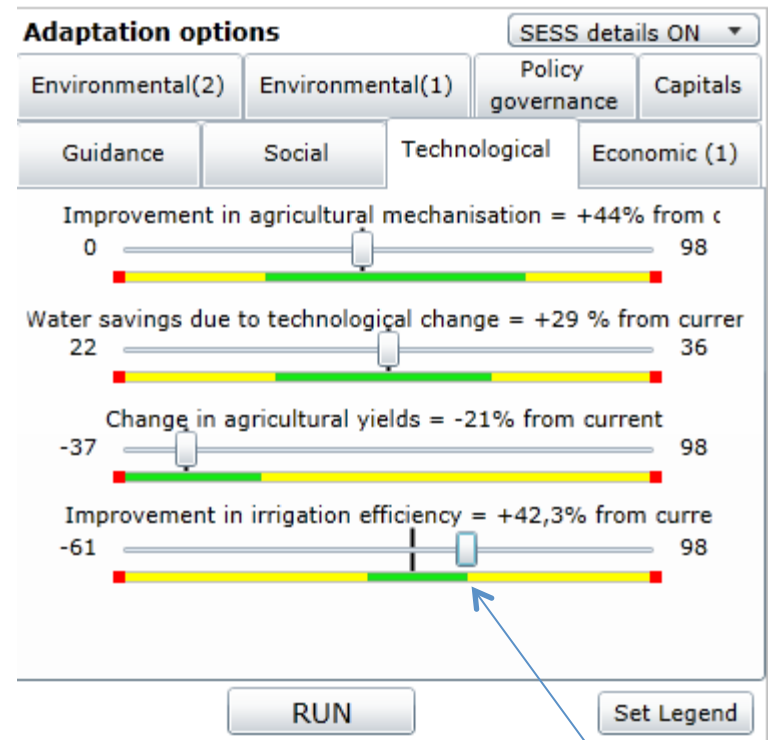 Adaptation options SESS details ON
Environmental(2) Environmental(1) Policy governance Capitals
Guidance Social Technological Economic (1)
Improvement in agricultural mechanisation = +44% from c
0 98
Water savings due to technological change = +29 % from currer
22 36
Change in agricultural yields = -21% from current
-37 98
Improvement in irrigation efficiency = +42,3% from curre
-61 98
RUN Set Legend